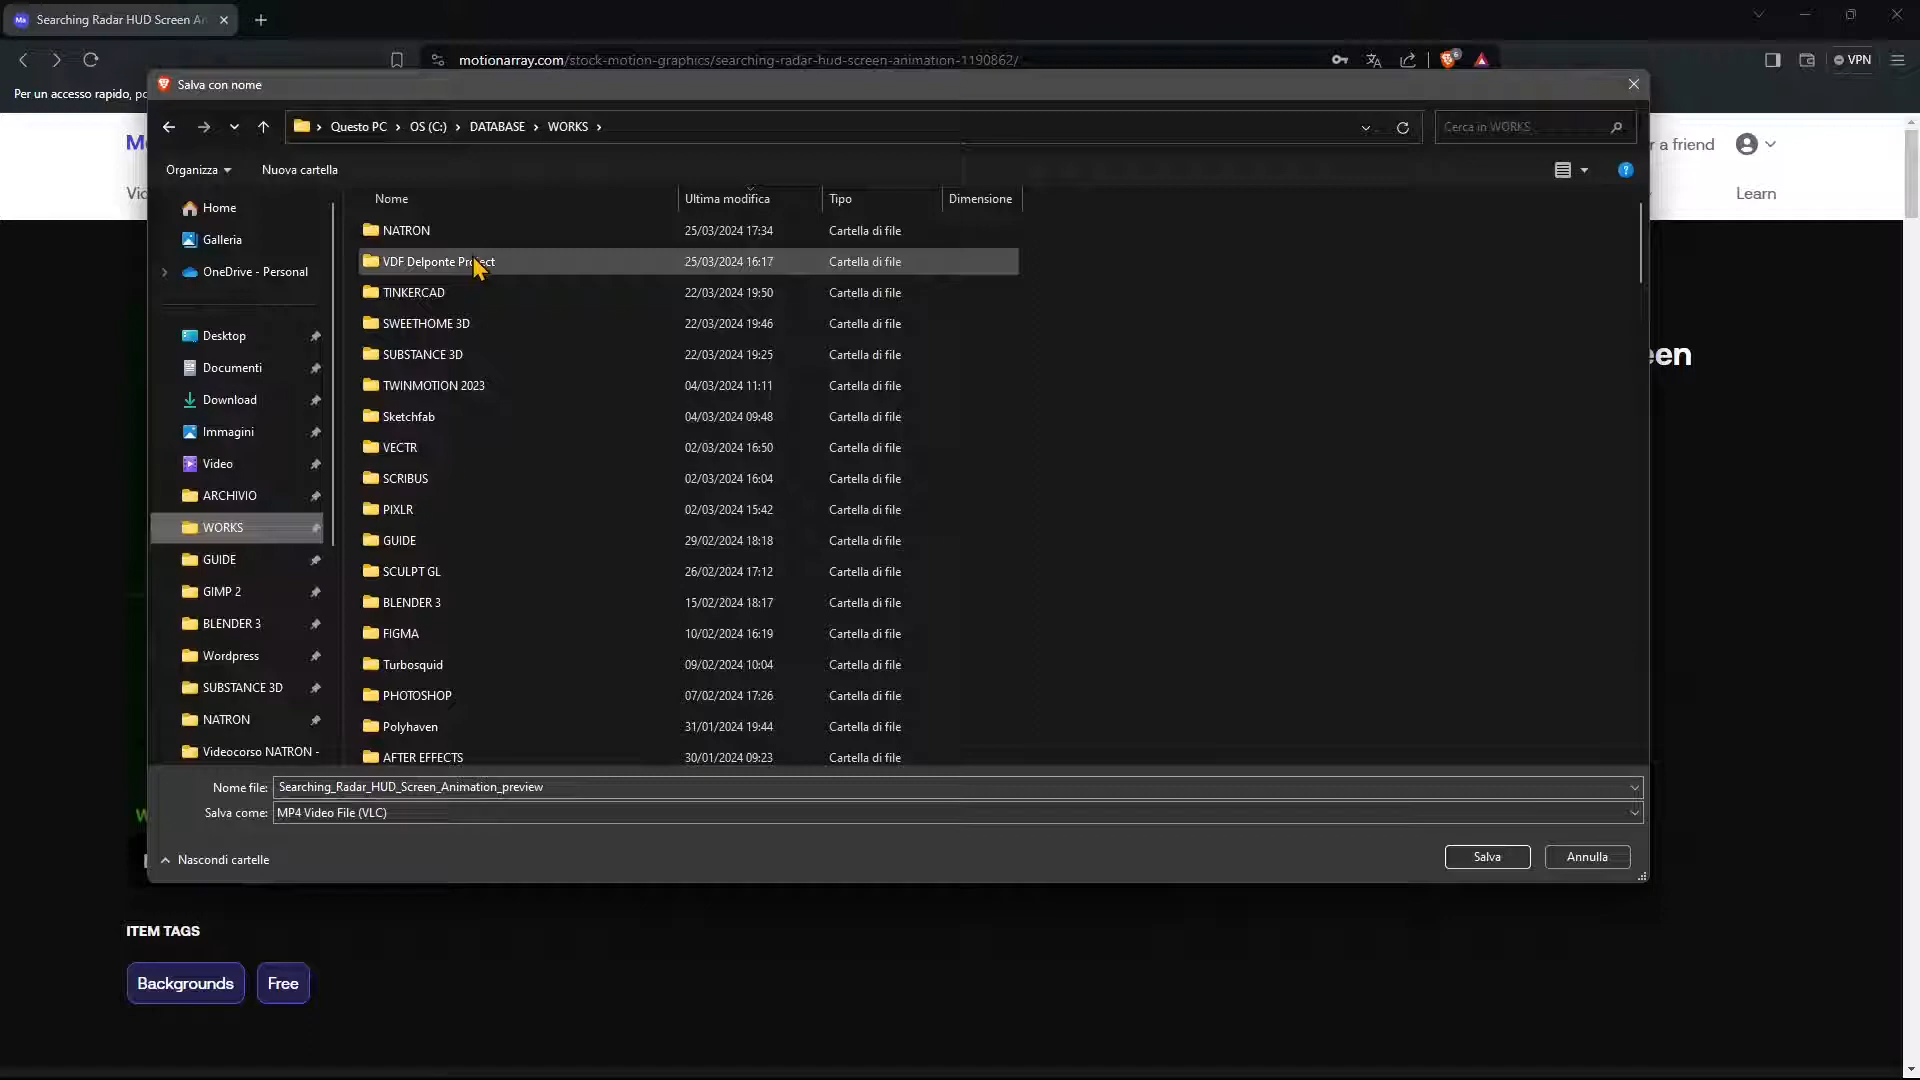 Searching Radar HUD Screen An
motionarray.com/stock-motion-graphics/searching-radar-hud-screen-animation-1190862/
VPN
Per un accesso rapido, po
Salva con nome
Questo PC > OS (C:) > DATABASE > WORKS >
Cerca in WORKS
r a friend
Organizza
Nuova cartella
Vid
Learn
Nome
Ultima modifica
Tipo
Dimensione
Home
Galleria
OneDrive - Personal
Desktop
Documenti
Download
Immagini
Video
ARCHIVIO
WORKS
GUIDE
GIMP 2
BLENDER 3
Wordpress
SUBSTANCE 3D
NATRON
Videocorso NATRON -
NATRON 25/03/2024 17:34 Cartella di file
VDF Delponte Project 25/03/2024 16:17 Cartella di file
TINKERCAD 22/03/2024 19:50 Cartella di file
SWEETHOME 3D 22/03/2024 19:46 Cartella di file
SUBSTANCE 3D 22/03/2024 19:25 Cartella di file
TWINMOTION 2023 04/03/2024 11:11 Cartella di file
Sketchfab 04/03/2024 09:48 Cartella di file
VECTR 02/03/2024 16:50 Cartella di file
SCRIBUS 02/03/2024 16:04 Cartella di file
PIXLR 02/03/2024 15:42 Cartella di file
GUIDE 29/02/2024 18:18 Cartella di file
SCULPT GL 26/02/2024 17:12 Cartella di file
BLENDER 3 15/02/2024 18:17 Cartella di file
FIGMA 10/02/2024 16:19 Cartella di file
Turbosquid 09/02/2024 10:04 Cartella di file
PHOTOSHOP 07/02/2024 17:26 Cartella di file
Polyhaven 31/01/2024 19:44 Cartella di file
AFTER EFFECTS 30/01/2024 09:23 Cartella di file
Nome file: Searching_Radar_HUD_Screen_Animation_preview
Salva come: MP4 Video File (VLC)
Nascondi cartelle
Salva
Annulla
ITEM TAGS
Backgrounds
Free